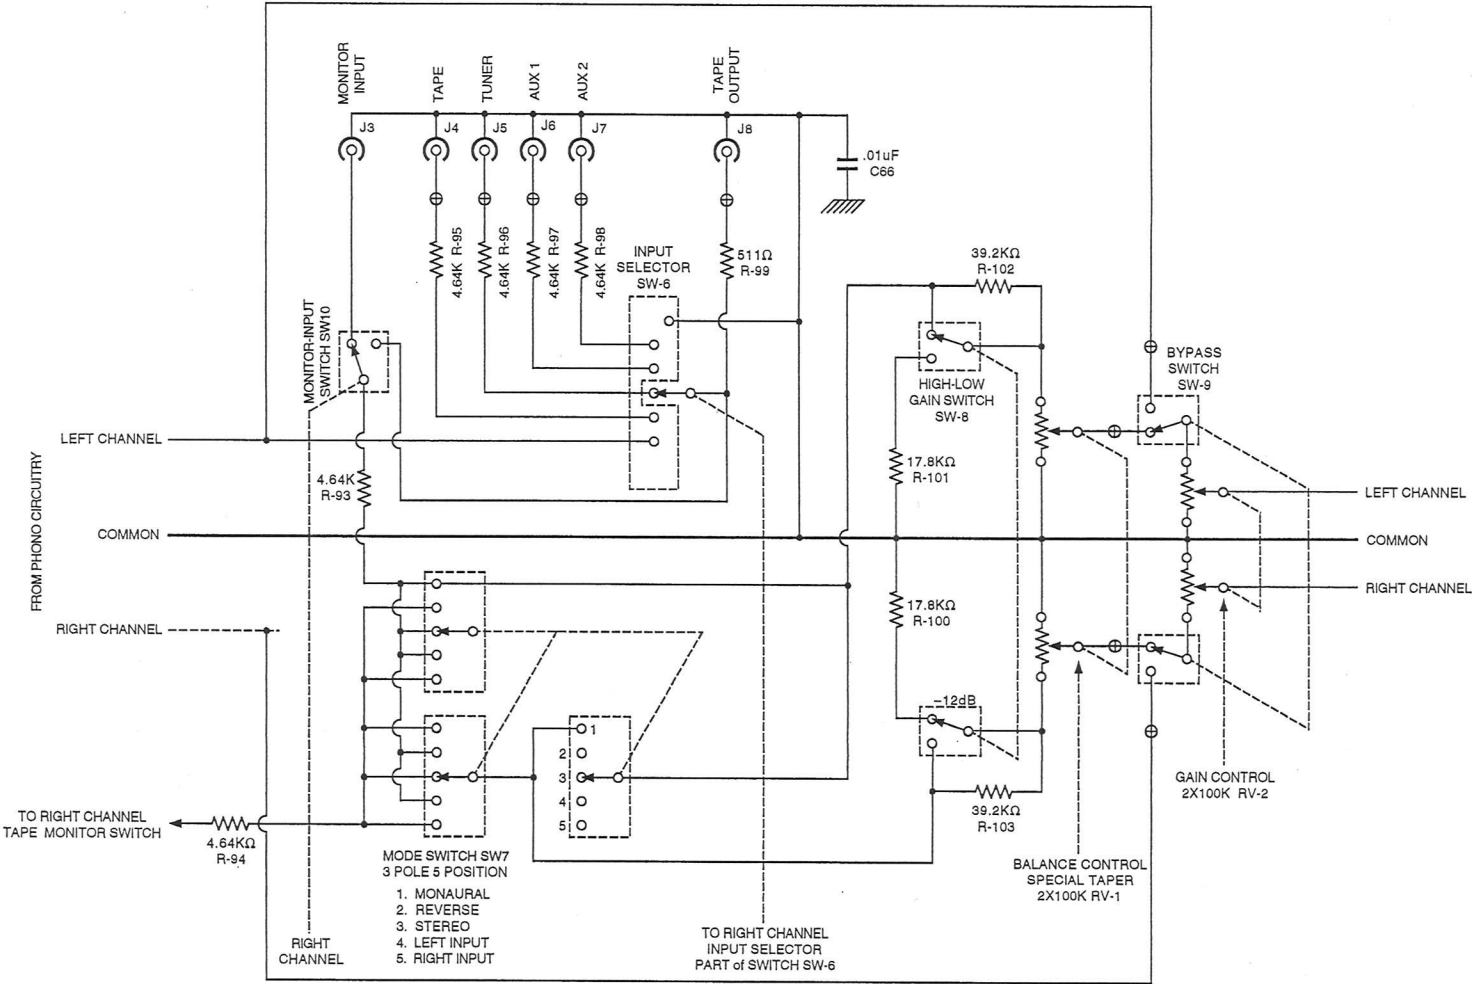 MONITOR
INPUT
TAPE
TUNER
AUX 1
AUX 2
TAPE
OUTPUT
J3
J4
J5
J6
J7
J8
.01uF
C66
4.64K R-95
4.64K R-96
4.64K R-97
4.64K R-98
INPUT
SELECTOR
SW-6
511Ω
R-99
39.2KΩ
R-102
MONITOR-INPUT
SWITCH SW10
HIGH-LOW
GAIN SWITCH
SW-8
BYPASS
SWITCH
SW-9
LEFT CHANNEL
4.64K
R-93
17.8KΩ
R-101
LEFT CHANNEL
FROM PHONO CIRCUITRY
COMMON
COMMON
RIGHT CHANNEL
17.8KΩ
R-100
RIGHT CHANNEL
–12dB
1
2
3
4
5
GAIN CONTROL
2X100K RV-2
TO RIGHT CHANNEL
TAPE MONITOR SWITCH
4.64KΩ
R-94
39.2KΩ
R-103
MODE SWITCH SW7
3 POLE 5 POSITION
1. MONAURAL
2. REVERSE
3. STEREO
4. LEFT INPUT
5. RIGHT INPUT
BALANCE CONTROL
SPECIAL TAPER
2X100K RV-1
RIGHT
CHANNEL
TO RIGHT CHANNEL
INPUT SELECTOR
PART of SWITCH SW-6